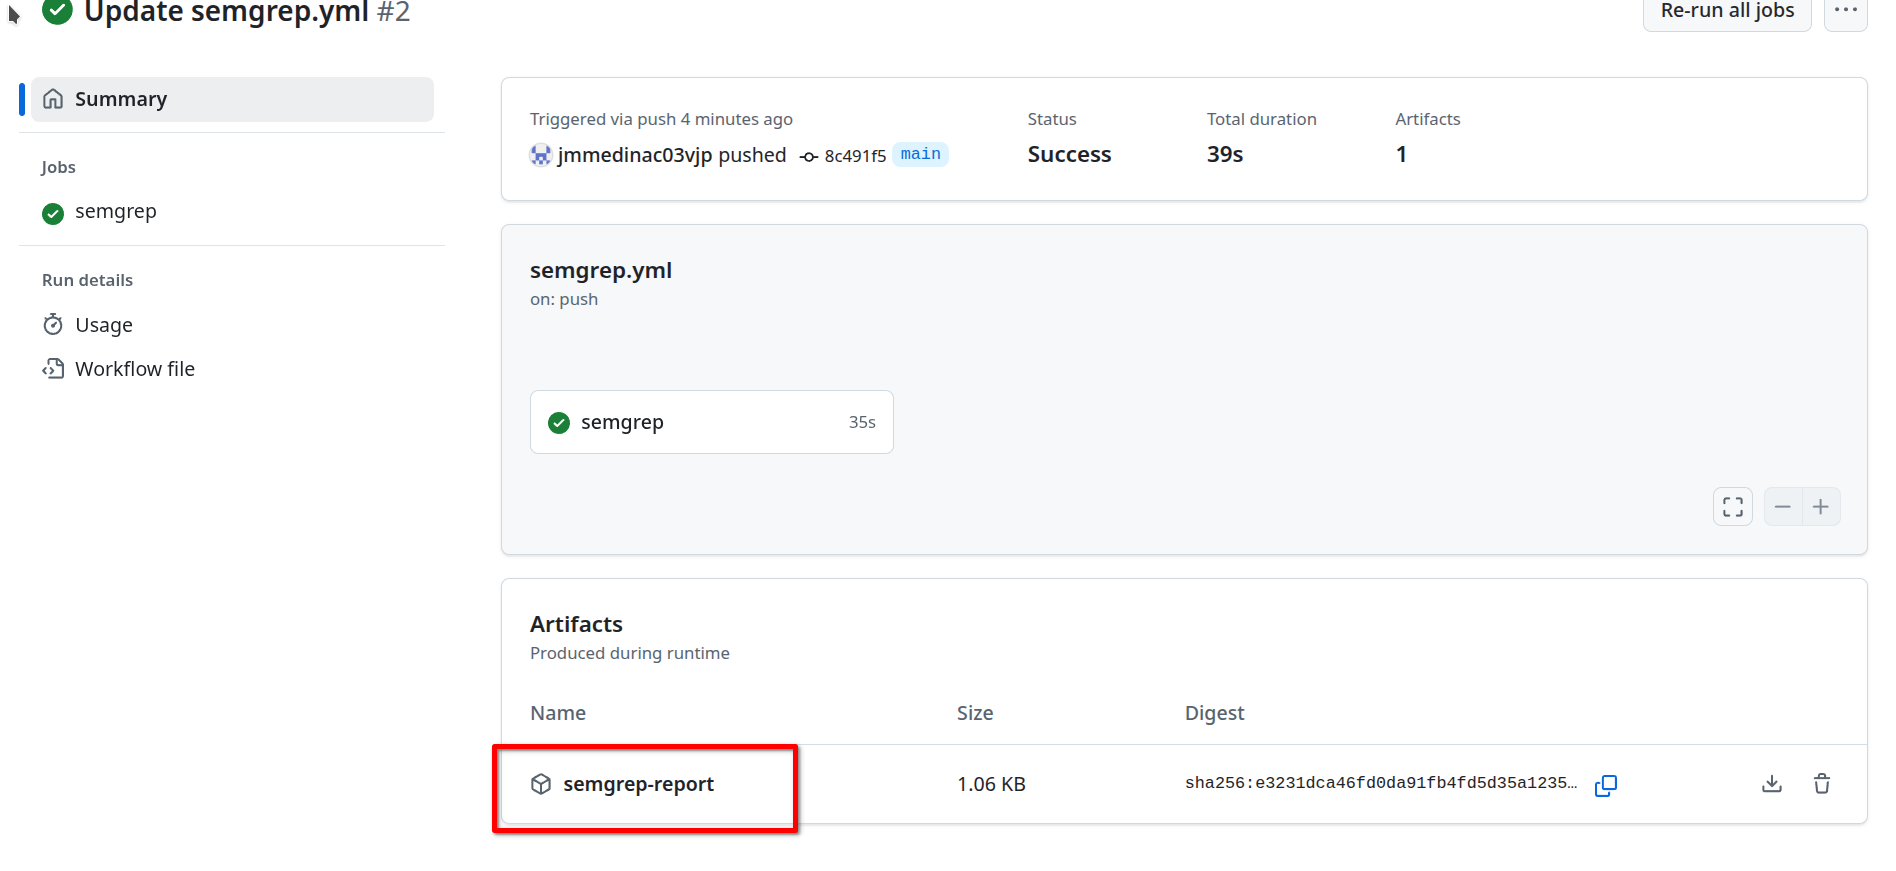 Update semgrep.yml #2
Re-run all jobs
Summary
Jobs
semgrep
Run details
Usage
Workflow file
Triggered via push 4 minutes ago
jmmedinac03vjp pushed 8c491f5 main
Status
Success
Total duration
39s
Artifacts
1
semgrep.yml
on: push
semgrep 35s
Artifacts
Produced during runtime
Name Size Digest
semgrep-report 1.06 KB sha256:e3231dca46fd0da91fb4fd5d35a1235…